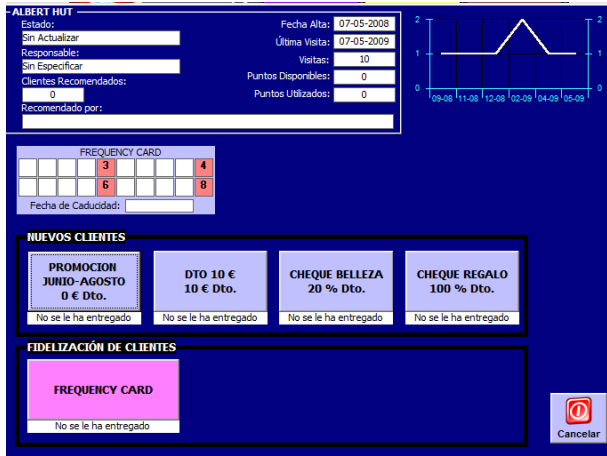 ALBERT HUT
Estado:
Sin Actualizar
Responsable:
Sin Especificar
Clientes Recomendados:
0
Recomendado por:
Fecha Alta: 07-05-2008
Última Visita: 07-05-2009
Visitas: 10
Puntos Disponibles: 0
Puntos Utilizados: 0
2 2
1 1
0 0
09-08 11-08 12-08 02-09 04-09 05-09
FREQUENCY CARD
3 4
6 8
Fecha de Caducidad:
NUEVOS CLIENTES
PROMOCION
JUNIO-AGOSTO
0 € Dto.
No se le ha entregado
DTO 10 €
10 € Dto.
No se le ha entregado
CHEQUE BELLEZA
20 % Dto.
No se le ha entregado
CHEQUE REGALO
100 % Dto.
No se le ha entregado
FIDELIZACIÓN DE CLIENTES
FREQUENCY CARD
No se le ha entregado
Cancelar